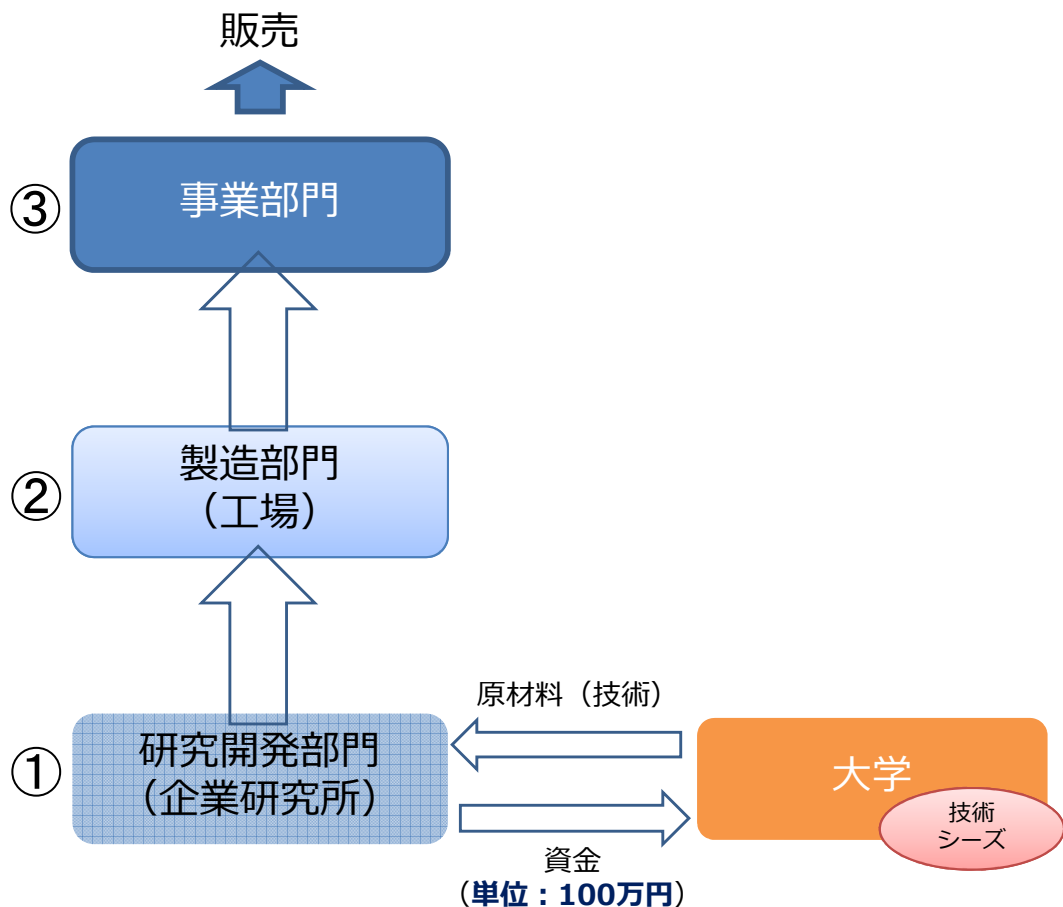 販売
③
事業部門
②
製造部門
（工場）
①
研究開発部門
（企業研究所）
原材料（技術）
大学
技術
シーズ
資金
（単位：100万円）